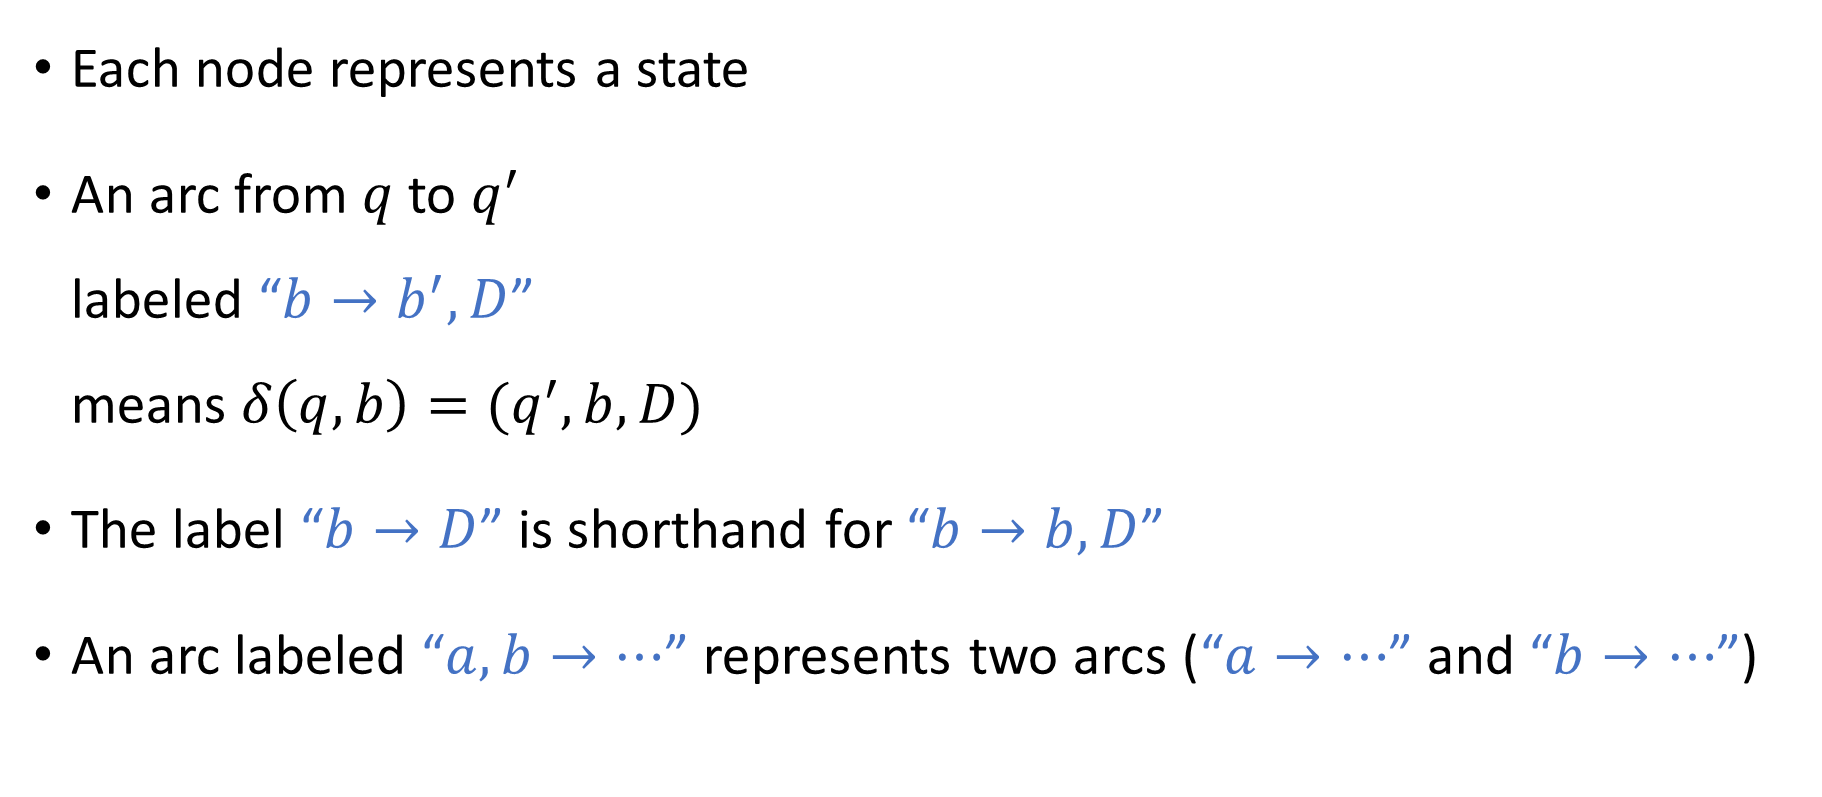 • Each node represents a state
• An arc from q to q′
labeled “b → b′, D”
means δ(q, b) = (q′, b, D)
• The label “b → D” is shorthand for “b → b, D”
• An arc labeled “a, b → ⋯” represents two arcs (“a → ⋯” and “b → ⋯”)